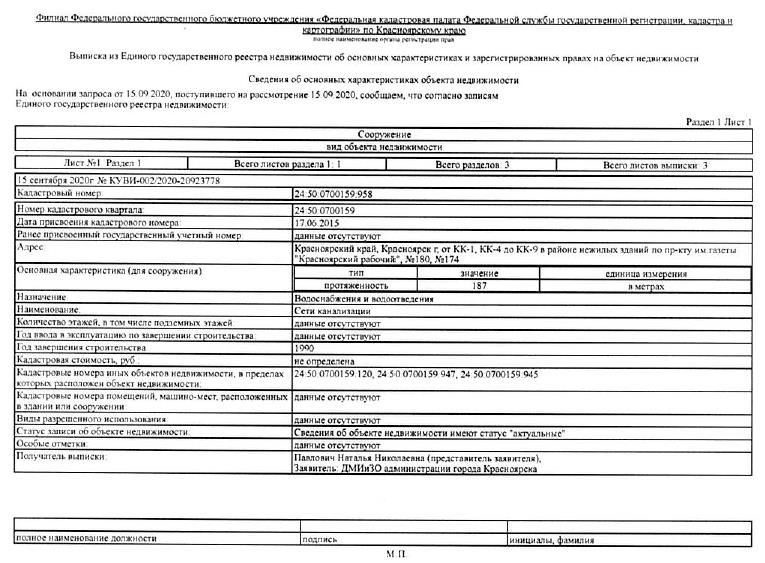 Филиал Федерального государственного бюджетного учреждения «Федеральная кадастровая палата Федеральной службы государственной регистрации, кадастра и
картографии» по Красноярскому краю
полное наименование органа регистрации прав
Выписка из Единого государственного реестра недвижимости об основных характеристиках и зарегистрированных правах на объект недвижимости
Сведения об основных характеристиках объекта недвижимости
На основании запроса от 15.09.2020, поступившего на рассмотрение 15.09.2020, сообщаем, что согласно записям
Единого государственного реестра недвижимости:
Раздел 1 Лист 1
Сооружение
вид объекта недвижимости
Лист №1 Раздел 1 Всего листов раздела 1: 1 Всего разделов: 3 Всего листов выписки: 3
15 сентября 2020г. № КУВИ-002/2020-20923778
Кадастровый номер: 24:50:0700159:958
Номер кадастрового квартала: 24:50:0700159
Дата присвоения кадастрового номера: 17.06.2015
Ранее присвоенный государственный учетный номер: данные отсутствуют
Адрес: Красноярский край, Красноярск г, от КК-1, КК-4 до КК-9 в районе нежилых зданий по пр-кту им газеты
"Красноярский рабочий", №180, №174
Основная характеристика (для сооружения) тип значение единица измерения
протяженность 187 в метрах
Назначение: Волоснабжения и водоотведения
Наименование: Сети канализации
Количество этажей, в том числе подземных этажей: данные отсутствуют
Год ввода в эксплуатацию по завершении строительства: данные отсутствуют
Год завершения строительства: 1990
Кадастровая стоимость, руб.: не определена
Кадастровые номера иных объектов недвижимости, в пределах 24:50:0700159:120, 24:50:0700159:947, 24:50:0700159:945
которых расположен объект недвижимости:
Кадастровые номера помещений, машино-мест, расположенных данные отсутствуют
в здании или сооружении:
Виды разрешенного использования: данные отсутствуют
Статус записи об объекте недвижимости: Сведения об объекте недвижимости имеют статус "актуальные"
Особые отметки: данные отсутствуют
Получатель выписки: Павлович Наталья Николаевна (представитель заявителя),
Заявитель: ДМИиЗО администрации города Красноярска
полное наименование должности подпись инициалы, фамилия
М.П.